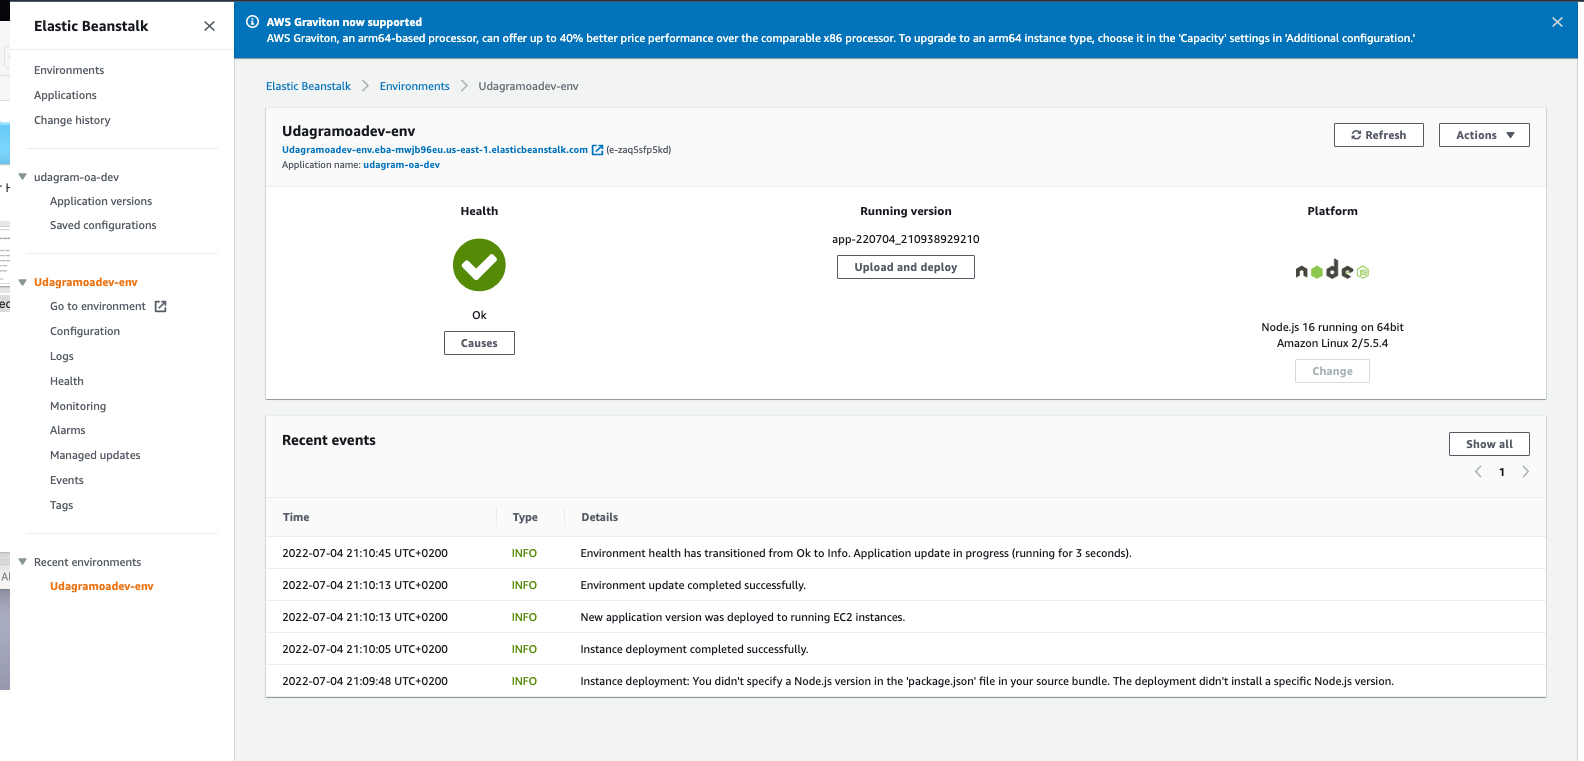 Elastic Beanstalk
Environments
Applications
Change history
udagram-oa-dev
Application versions
Saved configurations
Udagramoadev-env
Go to environment
Configuration
Logs
Health
Monitoring
Alarms
Managed updates
Events
Tags
Recent environments
Udagramoadev-env
AWS Graviton now supported
AWS Graviton, an arm64-based processor, can offer up to 40% better price performance over the comparable x86 processor. To upgrade to an arm64 instance type, choose it in the 'Capacity' settings in 'Additional configuration.'
Elastic Beanstalk Environments Udagramoadev-env
Udagramoadev-env
Udagramoadev-env.eba-mwjb96eu.us-east-1.elasticbeanstalk.com (e-zaq5sfp5kd)
Application name: udagram-oa-dev
Refresh Actions
Health
Ok
Causes
Running version
app-220704_210938929210
Upload and deploy
Platform
node JS
Node.js 16 running on 64bit
Amazon Linux 2/5.5.4
Change
Recent events
Show all
1
Time Type Details
2022-07-04 21:10:45 UTC+0200 INFO Environment health has transitioned from Ok to Info. Application update in progress (running for 3 seconds).
2022-07-04 21:10:13 UTC+0200 INFO Environment update completed successfully.
2022-07-04 21:10:13 UTC+0200 INFO New application version was deployed to running EC2 instances.
2022-07-04 21:10:05 UTC+0200 INFO Instance deployment completed successfully.
2022-07-04 21:09:48 UTC+0200 INFO Instance deployment: You didn't specify a Node.js version in the 'package.json' file in your source bundle. The deployment didn't install a specific Node.js version.